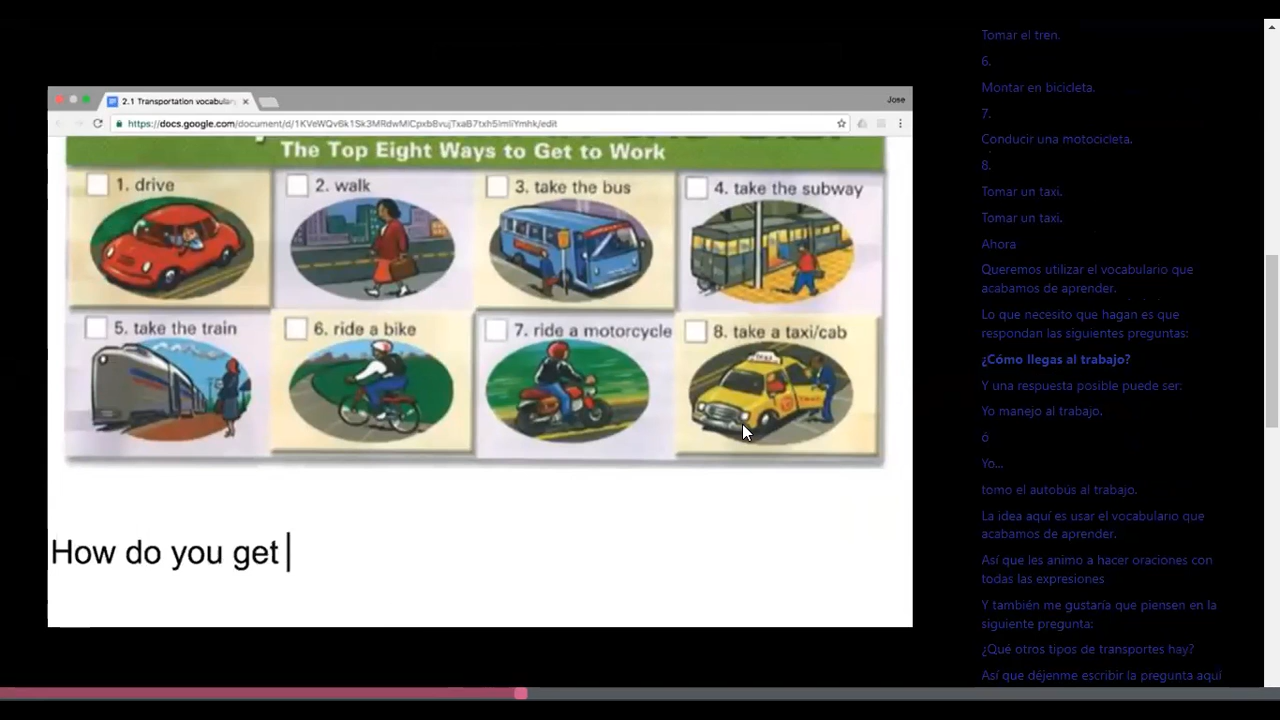 2.1 Transportation vocabulary
Jose
https://docs.google.com/document/d/1KVeWQv6k1Sk3MRdwMlCpxb8vujTxaB7txh5lmliYmhk/edit
The Top Eight Ways to Get to Work
1. drive
2. walk
3. take the bus
4. take the subway
5. take the train
6. ride a bike
7. ride a motorcycle
8. take a taxi/cab
TAXI
How do you get
Tomar el tren.
6.
Montar en bicicleta.
7.
Conducir una motocicleta.
8.
Tomar un taxi.
Tomar un taxi.
Ahora
Queremos utilizar el vocabulario que
acabamos de aprender.
Lo que necesito que hagan es que
respondan las siguientes preguntas:
¿Cómo llegas al trabajo?
Y una respuesta posible puede ser:
Yo manejo al trabajo.
ó
Yo...
tomo el autobús al trabajo.
La idea aquí es usar el vocabulario que
acabamos de aprender.
Así que les animo a hacer oraciones con
todas las expresiones
Y también me gustaría que piensen en la
siguiente pregunta:
¿Qué otros tipos de transportes hay?
Así que déjenme escribir la pregunta aquí